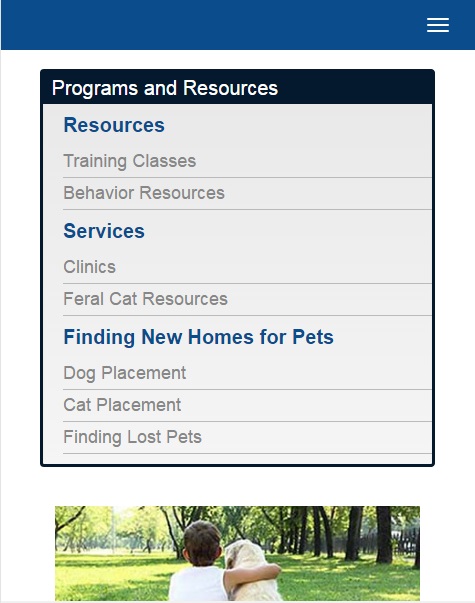 Programs and Resources
Resources
Training Classes
Behavior Resources
Services
Clinics
Feral Cat Resources
Finding New Homes for Pets
Dog Placement
Cat Placement
Finding Lost Pets